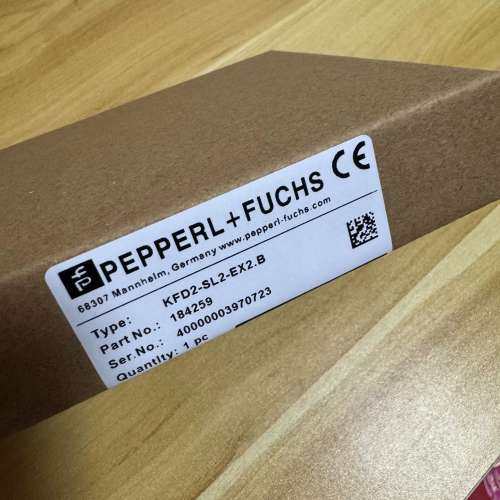 PEPPERL+FUCHS CE
68307 Mannheim, Germany www.pepperl-fuchs.com
Type: KFD2-SL2-EX2.B
Part No.: 184259
Ser.No.: 40000003970723
Quantity: 1 pc